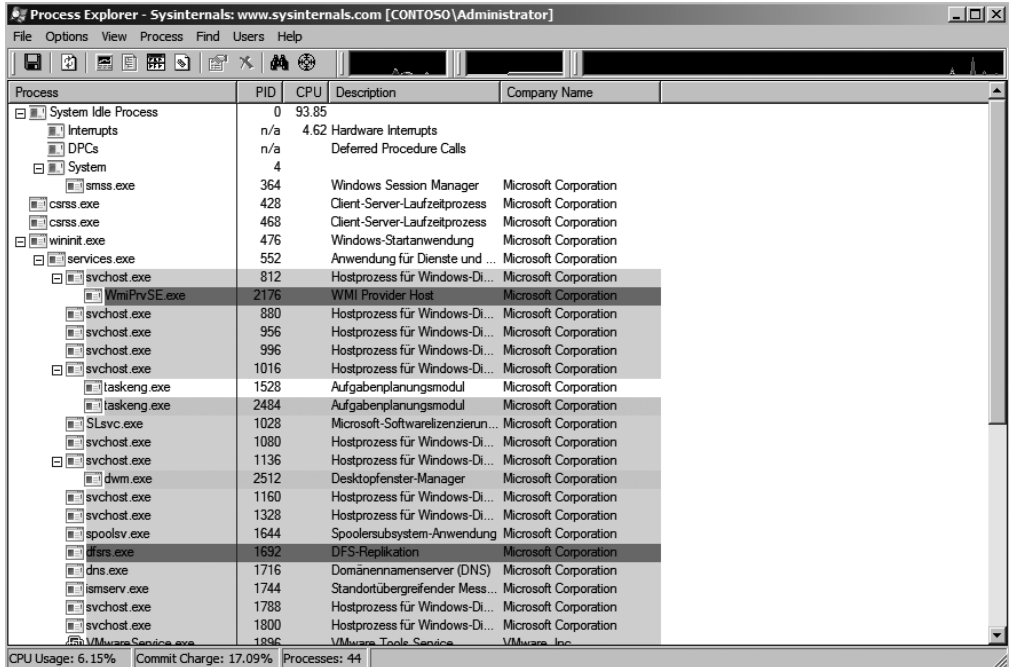 Process Explorer - Sysinternals: www.sysinternals.com [CONTOSO\Administrator]
File Options View Process Find Users Help
Process PID CPU Description Company Name
System Idle Process 0 93.85
Interrupts n/a 4.62 Hardware Interrupts
DPCs n/a Deferred Procedure Calls
System 4
smss.exe 364 Windows Session Manager Microsoft Corporation
csrss.exe 428 Client-Server-Laufzeitprozess Microsoft Corporation
csrss.exe 468 Client-Server-Laufzeitprozess Microsoft Corporation
wininit.exe 476 Windows-Startanwendung Microsoft Corporation
services.exe 552 Anwendung für Dienste und ... Microsoft Corporation
svchost.exe 812 Hostprozess für Windows-Di... Microsoft Corporation
WmiPrvSE.exe 2176 WMI Provider Host Microsoft Corporation
svchost.exe 880 Hostprozess für Windows-Di... Microsoft Corporation
svchost.exe 956 Hostprozess für Windows-Di... Microsoft Corporation
svchost.exe 996 Hostprozess für Windows-Di... Microsoft Corporation
svchost.exe 1016 Hostprozess für Windows-Di... Microsoft Corporation
taskeng.exe 1528 Aufgabenplanungsmodul Microsoft Corporation
taskeng.exe 2484 Aufgabenplanungsmodul Microsoft Corporation
SLsvc.exe 1028 Microsoft-Softwarelizenzierun... Microsoft Corporation
svchost.exe 1080 Hostprozess für Windows-Di... Microsoft Corporation
svchost.exe 1136 Hostprozess für Windows-Di... Microsoft Corporation
dwm.exe 2512 Desktopfenster-Manager Microsoft Corporation
svchost.exe 1160 Hostprozess für Windows-Di... Microsoft Corporation
svchost.exe 1328 Hostprozess für Windows-Di... Microsoft Corporation
spoolsv.exe 1644 Spoolersubsystem-Anwendung Microsoft Corporation
dfsrs.exe 1692 DFS-Replikation Microsoft Corporation
dns.exe 1716 Domänennamenserver (DNS) Microsoft Corporation
ismserv.exe 1744 Standortübergreifender Mess... Microsoft Corporation
svchost.exe 1788 Hostprozess für Windows-Di... Microsoft Corporation
svchost.exe 1800 Hostprozess für Windows-Di... Microsoft Corporation
VMwareService.exe 1896 VMware Tools Service VMware, Inc.
CPU Usage: 6.15% Commit Charge: 17.09% Processes: 44